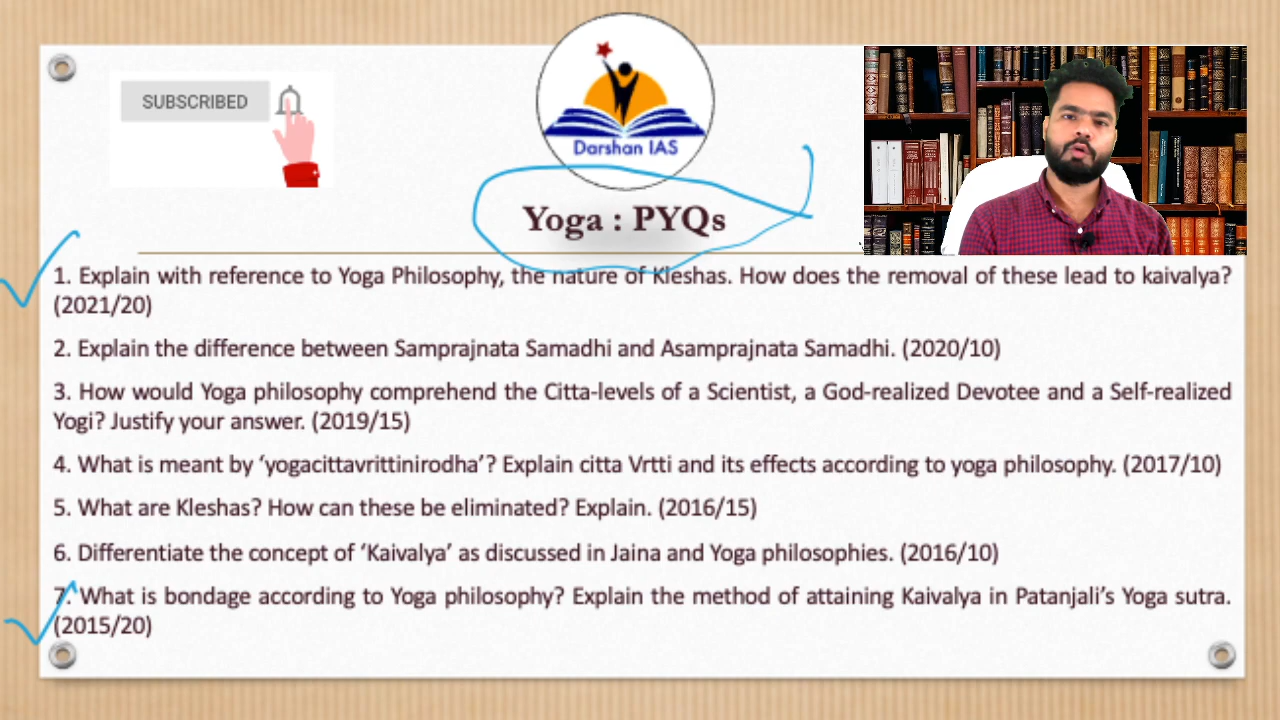 SUBSCRIBED
Darshan IAS
Yoga : PYQs
1. Explain with reference to Yoga Philosophy, the nature of Kleshas. How does the removal of these lead to kaivalya?
(2021/20)
2. Explain the difference between Samprajnata Samadhi and Asamprajnata Samadhi. (2020/10)
3. How would Yoga philosophy comprehend the Citta-levels of a Scientist, a God-realized Devotee and a Self-realized
Yogi? Justify your answer. (2019/15)
4. What is meant by ‘yogacittavrittinirodha’? Explain citta Vrtti and its effects according to yoga philosophy. (2017/10)
5. What are Kleshas? How can these be eliminated? Explain. (2016/15)
6. Differentiate the concept of ‘Kaivalya’ as discussed in Jaina and Yoga philosophies. (2016/10)
7. What is bondage according to Yoga philosophy? Explain the method of attaining Kaivalya in Patanjali’s Yoga sutra.
(2015/20)